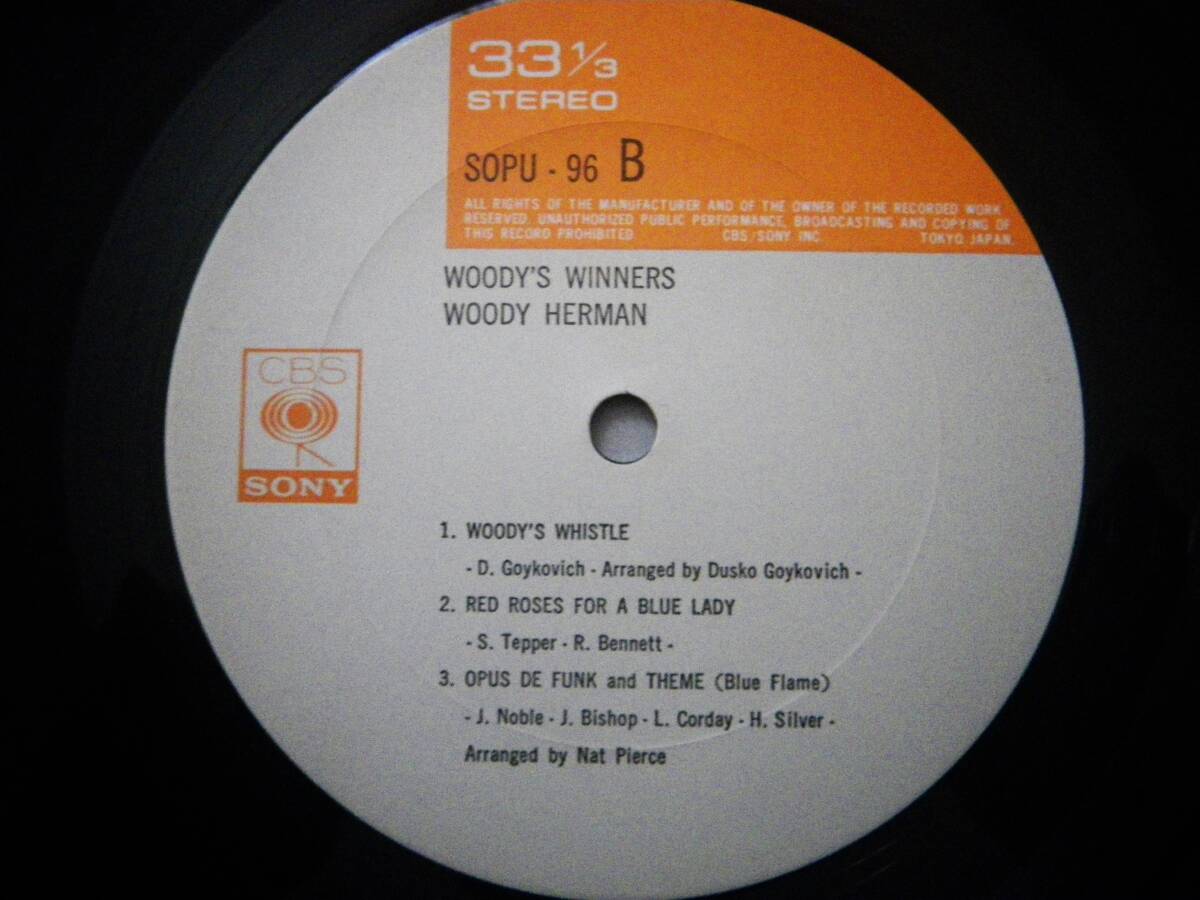 33 1/3
STEREO
SOPU - 96 B
ALL RIGHTS OF THE MANUFACTURER AND OF THE OWNER OF THE RECORDED WORK
RESERVED. UNAUTHORIZED PUBLIC PERFORMANCE, BROADCASTING AND COPYING OF
THIS RECORD PROHIBITED CBS/SONY INC. TOKYO JAPAN.
WOODY'S WINNERS
WOODY HERMAN
CBS
SONY
1. WOODY'S WHISTLE
- D. Goykovich - Arranged by Dusko Goykovich -
2. RED ROSES FOR A BLUE LADY
- S. Tepper - R. Bennett -
3. OPUS DE FUNK and THEME (Blue Flame)
- J. Noble - J. Bishop - L. Corday - H. Silver -
Arranged by Nat Pierce